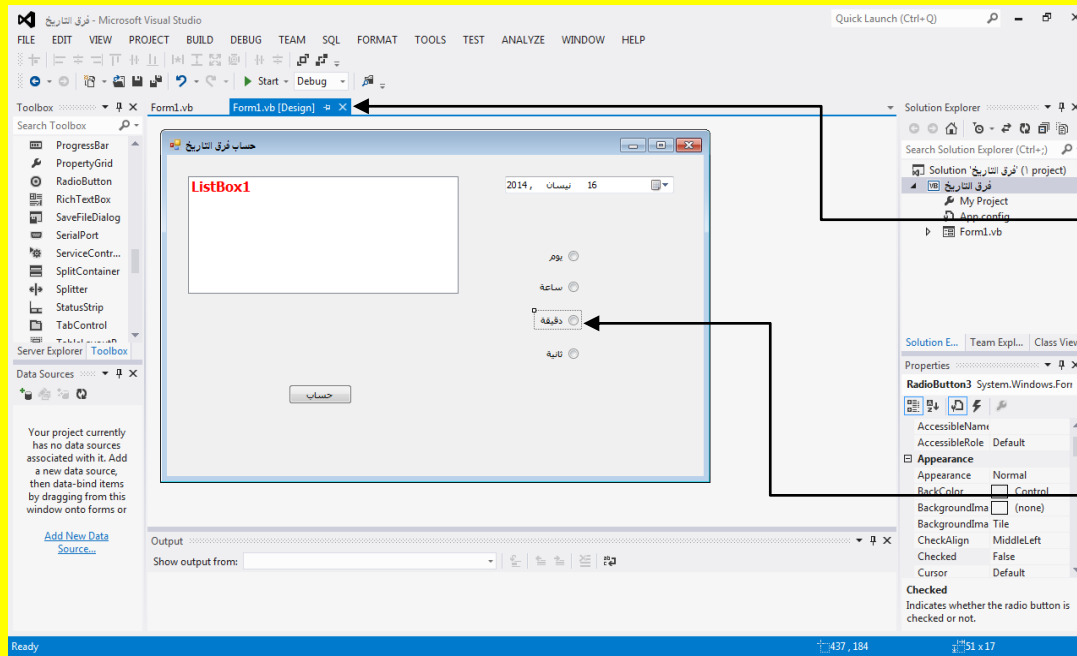 فرق التاريخ - Microsoft Visual Studio
Quick Launch (Ctrl+Q)
FILE EDIT VIEW PROJECT BUILD DEBUG TEAM SQL FORMAT TOOLS TEST ANALYZE WINDOW HELP
Start Debug
Toolbox
Search Toolbox
ProgressBar
PropertyGrid
RadioButton
RichTextBox
SaveFileDialog
SerialPort
ServiceContr...
SplitContainer
Splitter
StatusStrip
TabControl
Server Explorer Toolbox
Data Sources
Your project currently
has no data sources
associated with it. Add
a new data source,
then data-bind items
by dragging from this
window onto forms or
Add New Data
Source...
Form1.vb Form1.vb [Design]
حساب فرق التاريخ
ListBox1
16 نيسان , 2014
يوم
ساعة
دقيقة
ثانية
حساب
Output
Show output from:
Solution Explorer
Search Solution Explorer (Ctrl+;)
Solution 'فرق التاريخ' (1 project)
VB فرق التاريخ
My Project
App.config
Form1.vb
Solution E... Team Expl... Class View
Properties
RadioButton3 System.Windows.Forr
AccessibleName
AccessibleRole Default
Appearance
Appearance Normal
BackColor Control
BackgroundIma (none)
BackgroundIma Tile
CheckAlign MiddleLeft
Checked False
Cursor Default
Checked
Indicates whether the radio button is
checked or not.
Ready
437 , 184
51 x 17